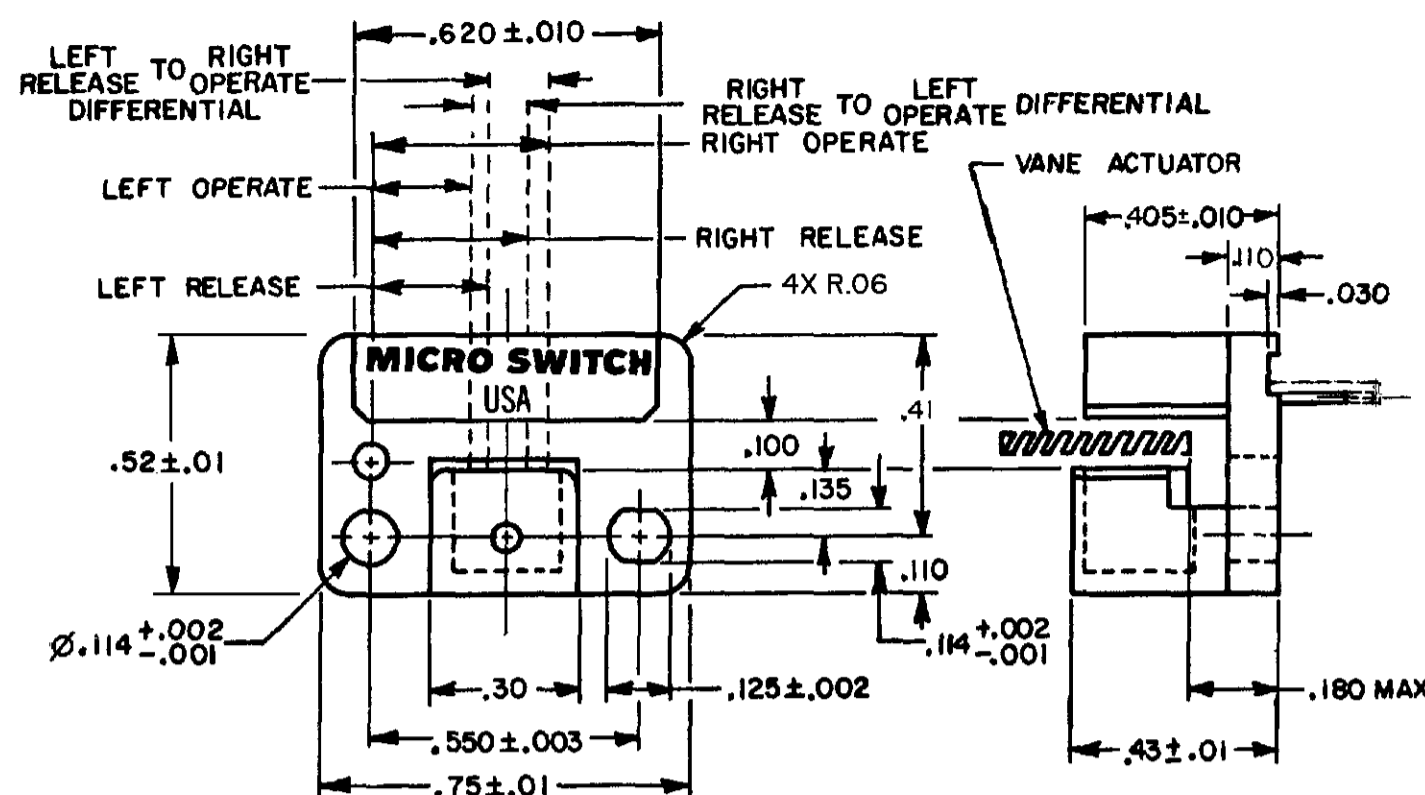 .620±.010
LEFT TO RIGHT
RELEASE OPERATE
DIFFERENTIAL
RIGHT TO LEFT DIFFERENTIAL
RELEASE OPERATE
RIGHT OPERATE
VANE ACTUATOR
LEFT OPERATE
.405±.010
RIGHT RELEASE
.110
LEFT RELEASE
4X R.06
.030
MICRO SWITCH
USA
.41
.100
.52±.01
.135
.110
Ø.114 +.002
-.001
.114 +.002
-.001
.30
.125±.002
.180 MAX
.550±.003
.43±.01
.75±.01